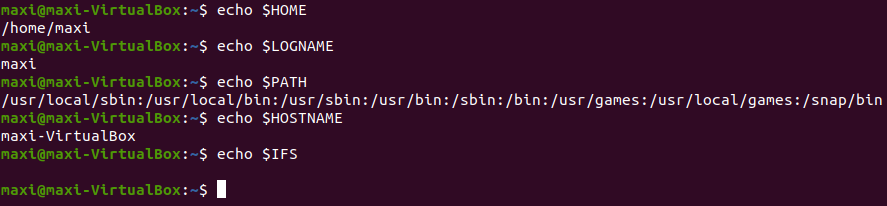 maxi@maxi-VirtualBox:~$ echo $HOME
/home/maxi
maxi@maxi-VirtualBox:~$ echo $LOGNAME
maxi
maxi@maxi-VirtualBox:~$ echo $PATH
/usr/local/sbin:/usr/local/bin:/usr/sbin:/usr/bin:/sbin:/bin:/usr/games:/usr/local/games:/snap/bin
maxi@maxi-VirtualBox:~$ echo $HOSTNAME
maxi-VirtualBox
maxi@maxi-VirtualBox:~$ echo $IFS
maxi@maxi-VirtualBox:~$